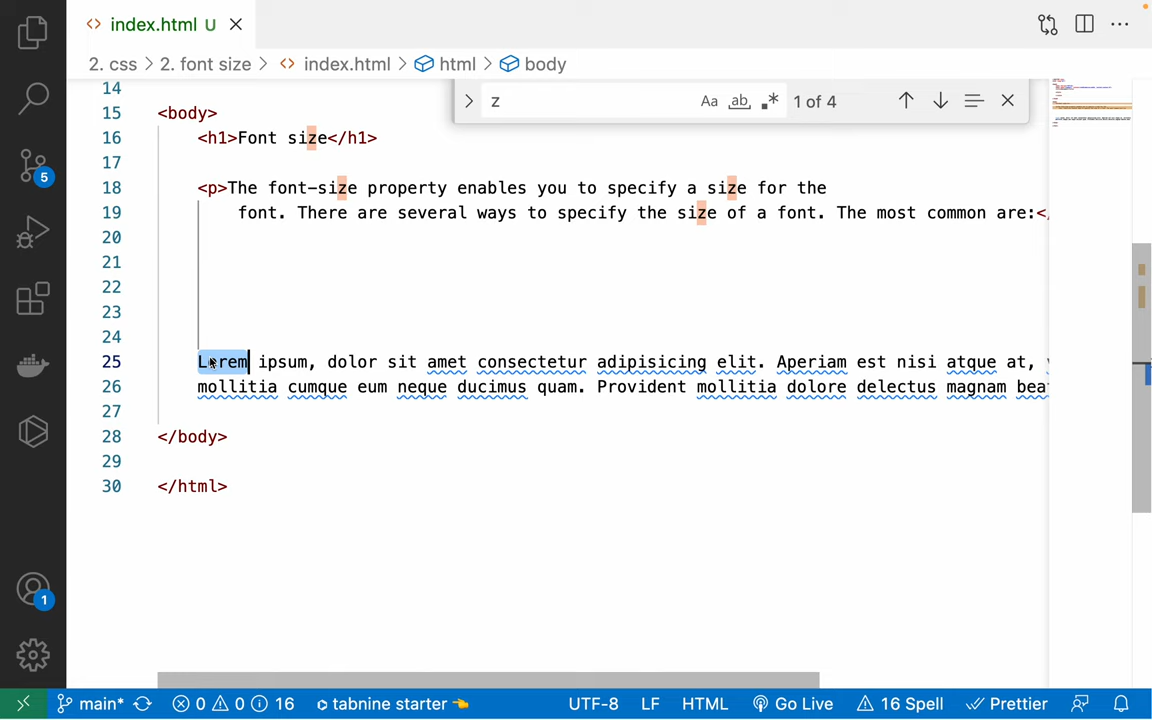 index.html U
2. css > 2. font size > index.html > html > body
z
Aa ab .* 1 of 4
14
15 <body>
16 <h1>Font size</h1>
17
18 <p>The font-size property enables you to specify a size for the
19 font. There are several ways to specify the size of a font. The most common are:<
20
21
22
23
24
25 Lorem ipsum, dolor sit amet consectetur adipisicing elit. Aperiam est nisi atque at,
26 mollitia cumque eum neque ducimus quam. Provident mollitia dolore delectus magnam bea
27
28 </body>
29
30 </html>
5
1
main* 0 0 16 tabnine starter UTF-8 LF HTML Go Live 16 Spell Prettier